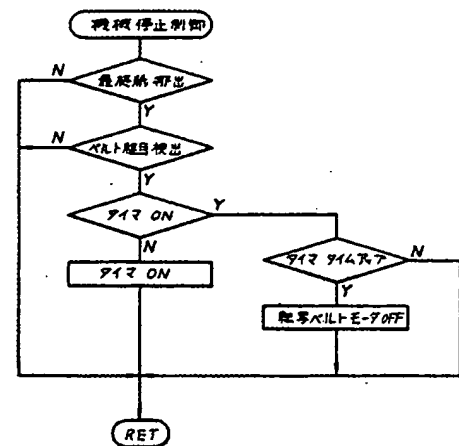 機械停止制御
N
最終紙排出
Y
N
ベルト継目検出
Y
Y
タイマ ON
N
タイマ タイムアップ
N
タイマ ON
Y
転写ベルトモータOFF
RET